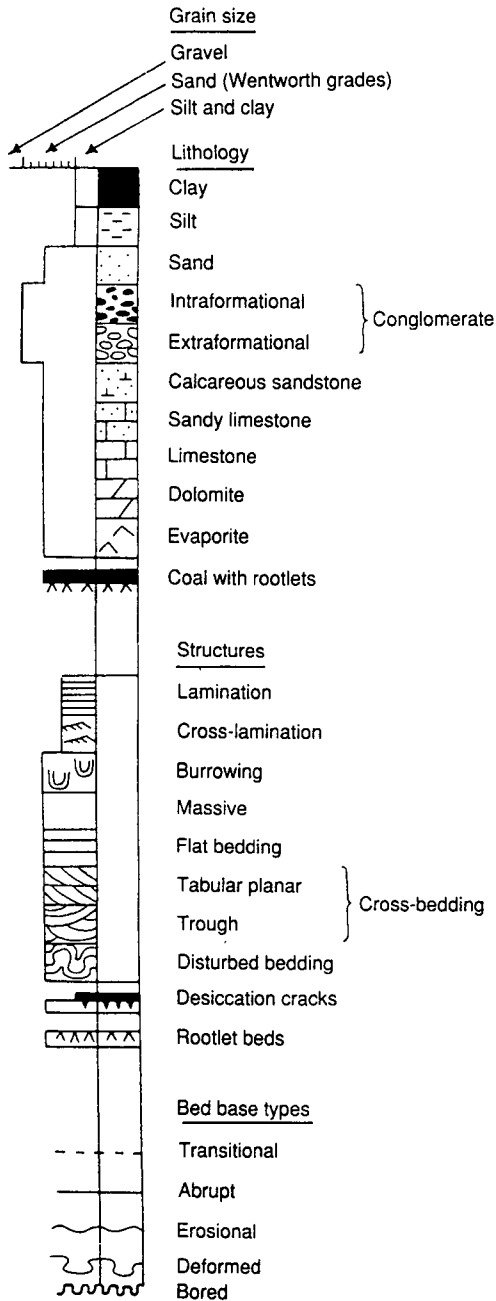 Grain size
Gravel
Sand (Wentworth grades)
Silt and clay
Lithology
Clay
Silt
Sand
Intraformational
Conglomerate
Extraformational
Calcareous sandstone
Sandy limestone
Limestone
Dolomite
Evaporite
Coal with rootlets
Structures
Lamination
Cross-lamination
Burrowing
Massive
Flat bedding
Tabular planar
Cross-bedding
Trough
Disturbed bedding
Desiccation cracks
Rootlet beds
Bed base types
Transitional
Abrupt
Erosional
Deformed
Bored